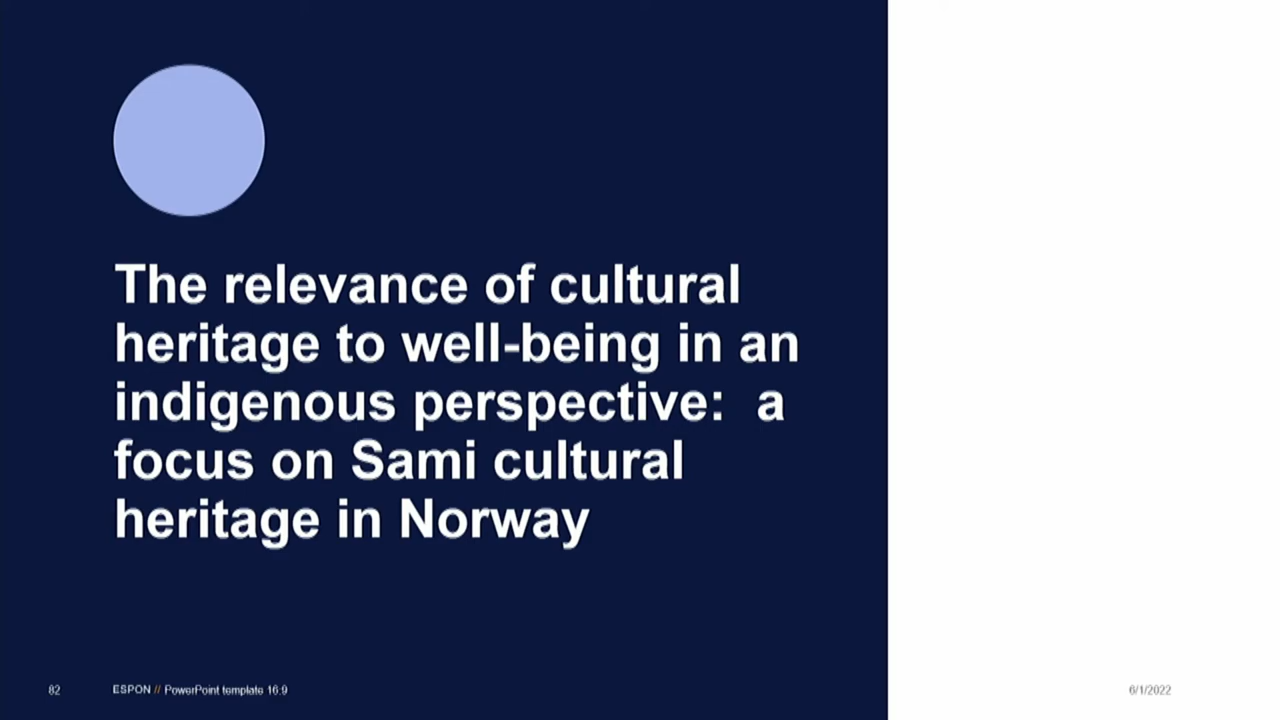 The relevance of cultural
heritage to well-being in an
indigenous perspective:  a
focus on Sami cultural
heritage in Norway
82 ESPON // PowerPoint template 16:9 6/1/2022